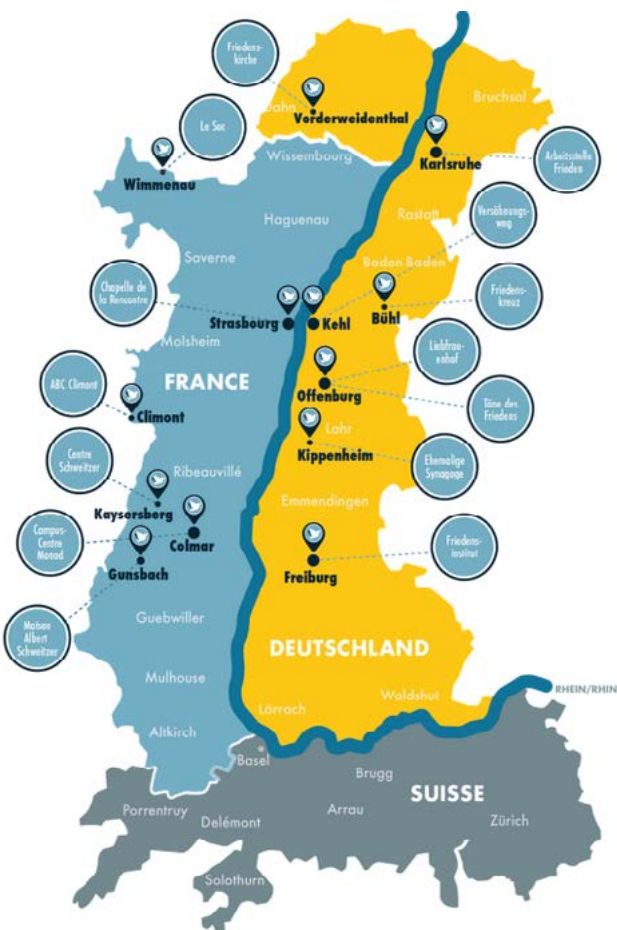 Friedens-
kirche
Bruchsal
Vorderweidenthal
Le Soc
Wissembourg
Karlsruhe
Arbeitsstelle
Frieden
Wimmenau
Versöhnungs-
weg
Haguenau
Rastatt
Saverne
Baden Baden
Chapelle de
la Rencontre
Friedens-
kreuz
Strasbourg
Kehl
Bühl
Molsheim
Liebfrau-
enhof
ABC Climont
FRANCE
Offenburg
Töne des
Friedens
Climont
Lahr
Centre
Schweitzer
Ribeauvillé
Kippenheim
Ehemalige
Synagoge
Kaysersberg
Emmendingen
Campus-
Centre
Monod
Colmar
Friedens-
institut
Gunsbach
Freiburg
Guebwiller
Maison
Albert
Schweitzer
DEUTSCHLAND
Mulhouse
Waldshut
RHEIN/RHIN
Lörrach
Altkirch
Basel
Brugg
SUISSE
Porrentruy
Delémont
Arrau
Zürich
Solothurn